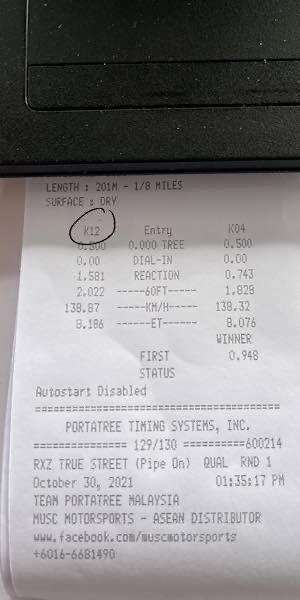 LENGTH : 201M - 1/8 MILES
SURFACE : DRY
K12 Entry K04
0.500 0.000 TREE 0.500
0.00 DIAL-IN 0.00
1.581 REACTION 0.743
2.022 -----60FT----- 1.828
138.87 -----KM/H----- 138.32
8.186 ------ET------ 8.076
WINNER
FIRST 0.948
STATUS
Autostart Disabled
========================================
PORTATREE TIMING SYSTEMS, INC.
=============== 129/130 ==========600214
RXZ TRUE STREET (Pipe On) QUAL RND 1
October 30, 2021 01:35:17 PM
TEAM PORTATREE MALAYSIA
MUSC MOTORSPORTS - ASEAN DISTRIBUTOR
www.facebook.com/muscmotorsports
+6016-6681490